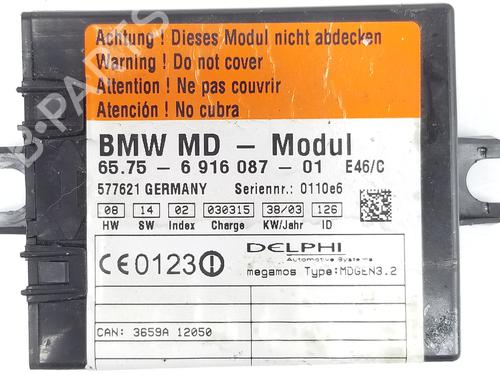 Achtung ! Dieses Modul nicht abdecken
Warning ! Do not cover
Attention ! Ne pas couvrir
Atención ! No cubra
BMW MD - Modul
65.75 - 6 916 087 - 01 E46/C
577621 GERMANY Seriennr.: 0110e6
08 14 02 030315 38/03 126
HW SW Index Charge KW/Jahr ID
CE0123
DELPHI
Automotive Systems
megamos Type:MDGEN3.2
CAN: 3659A 12050
B-PARTS